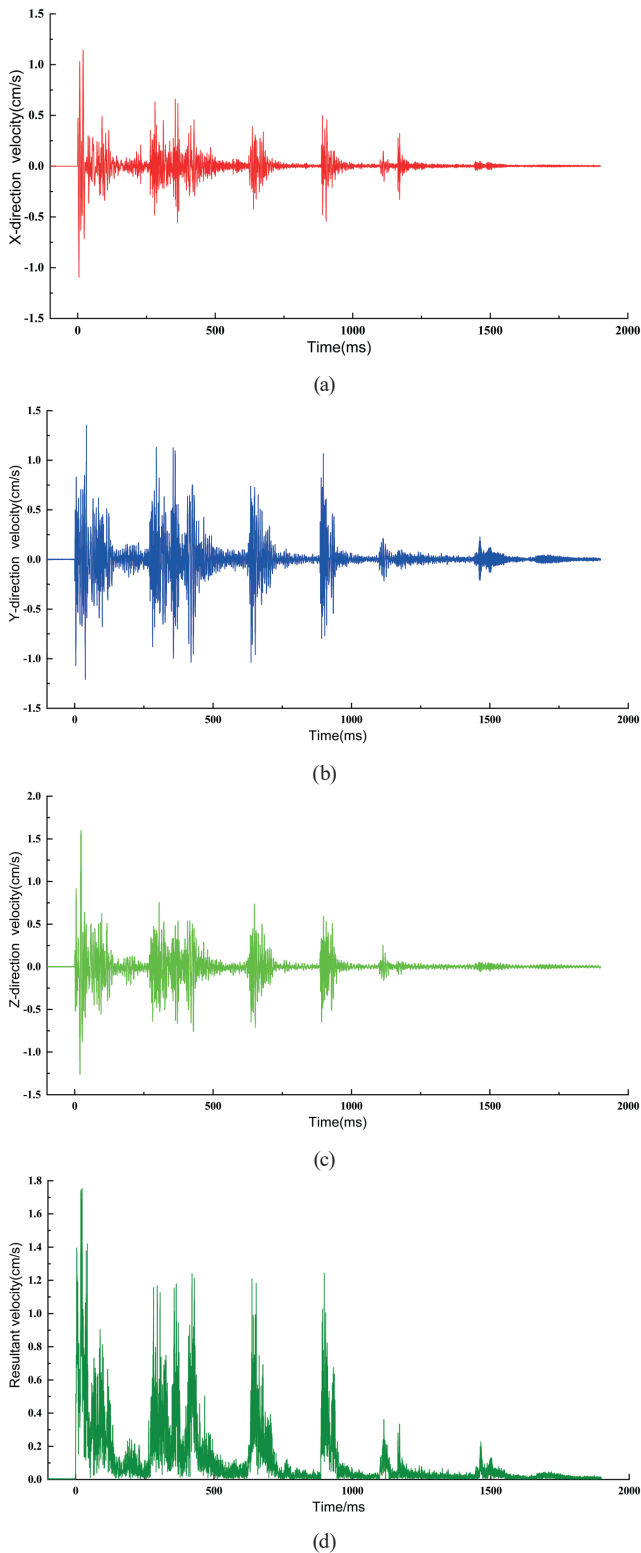 1.5
1.0
0.5
0.0
-0.5
-1.0
-1.5
X-direction velocity(cm/s)
0 500 1000 1500 2000
Time(ms)
(a)
1.5
1.0
0.5
0.0
-0.5
-1.0
-1.5
Y-direction velocity(cm/s)
0 500 1000 1500 2000
Time(ms)
(b)
2.0
1.5
1.0
0.5
0.0
-0.5
-1.0
-1.5
Z-direction velocity(cm/s)
0 500 1000 1500 2000
Time(ms)
(c)
1.8
1.6
1.4
1.2
1.0
0.8
0.6
0.4
0.2
0.0
Resultant velocity(cm/s)
0 500 1000 1500 2000
Time/ms
(d)